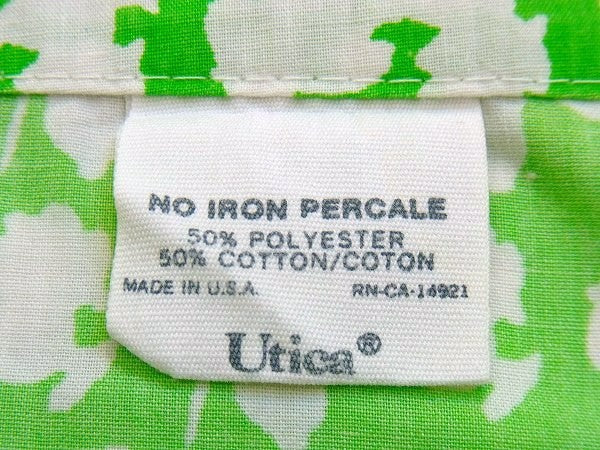 NO IRON PERCALE
50% POLYESTER
50% COTTON/COTON
MADE IN U.S.A. RN-CA-14921
Utica®